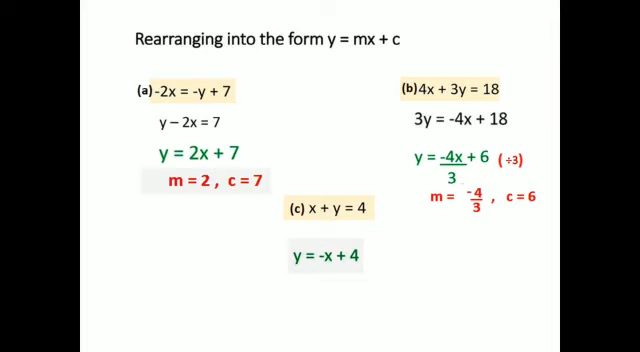 Rearranging into the form y = mx + c
(a) -2x = -y + 7
y – 2x = 7
y = 2x + 7
m = 2 , c = 7
(b) 4x + 3y = 18
3y = -4x + 18
y = -4x + 6 (÷3)
3
m = -4 , c = 6
3
(c) x + y = 4
y = -x + 4